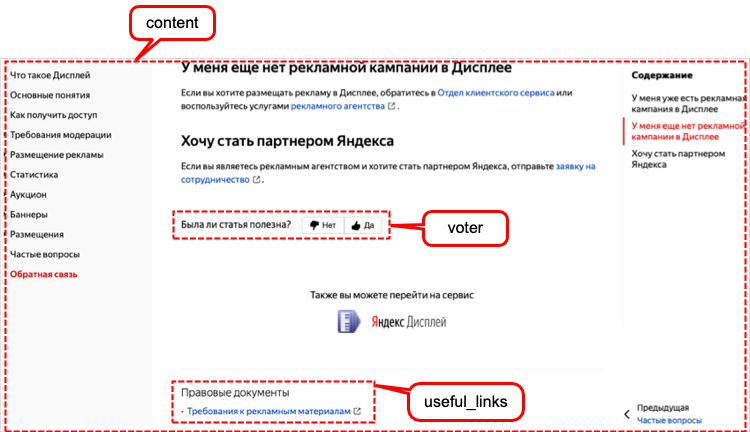 content
Что такое Дисплей
Основные понятия
Как получить доступ
Требования модерации
Размещение рекламы
Статистика
Аукцион
Баннеры
Размещения
Частые вопросы
Обратная связь
У меня еще нет рекламной кампании в Дисплее
Если вы хотите размещать рекламу в Дисплее, обратитесь в Отдел клиентского сервиса или
воспользуйтесь услугами рекламного агентства.
Хочу стать партнером Яндекса
Если вы являетесь рекламным агентством и хотите стать партнером Яндекса, отправьте заявку на
сотрудничество.
Была ли статья полезна? Нет Да
voter
Также вы можете перейти на сервис
Яндекс Дисплей
Правовые документы
• Требования к рекламным материалам
useful_links
Содержание
У меня уже есть рекламная
кампания в Дисплее
У меня еще нет рекламной
кампании в Дисплее
Хочу стать партнером
Яндекса
Предыдущая
Частые вопросы